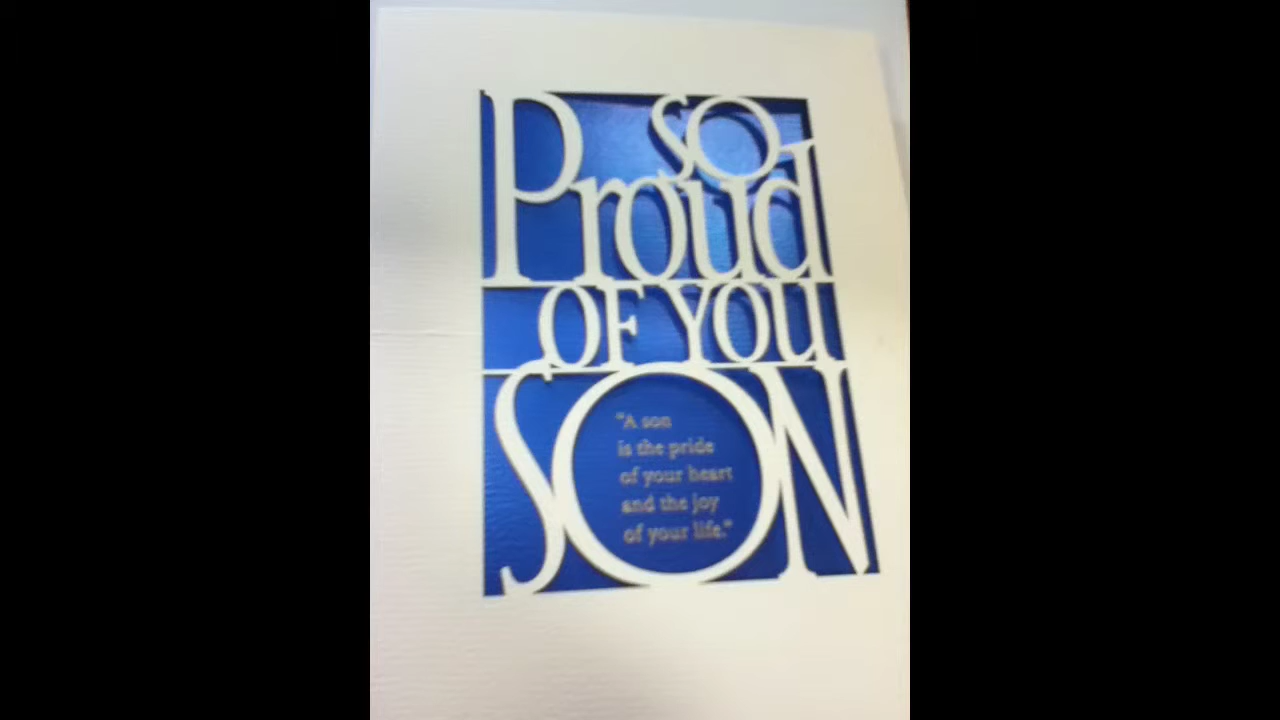 so
Proud
OF YOU
SON
"A son
is the pride
of your heart
and the joy
of your life."